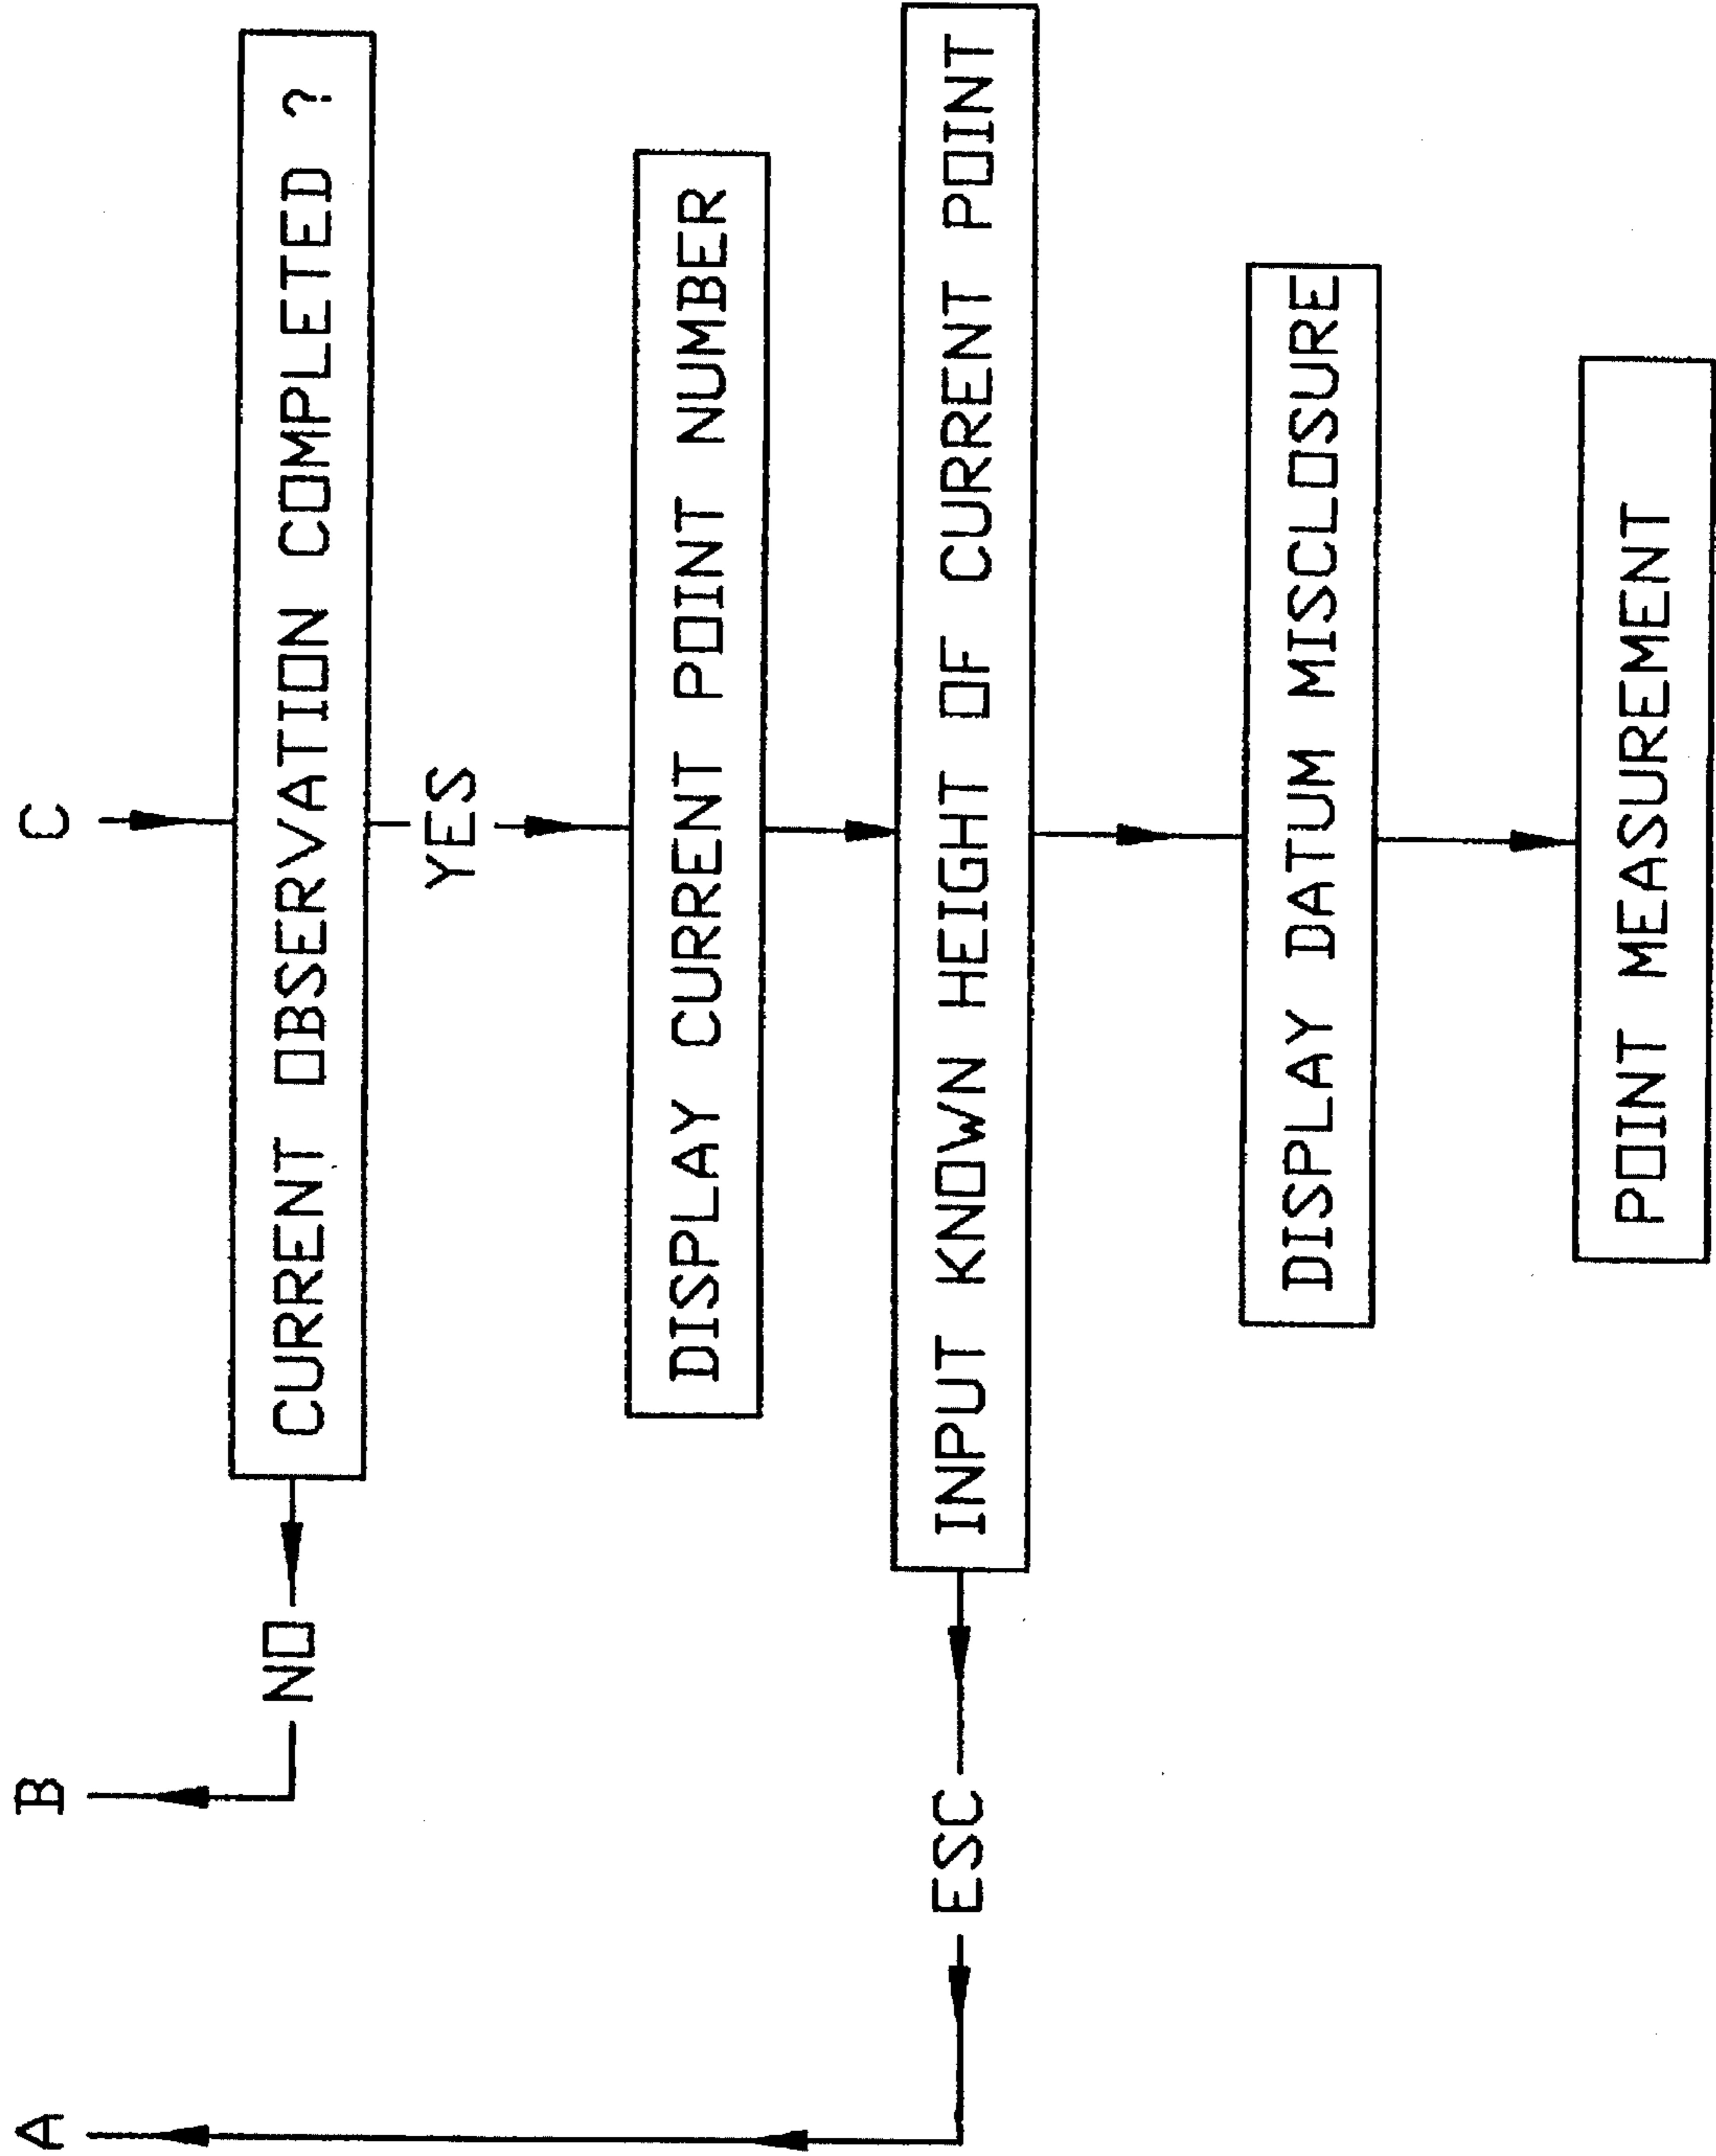 A
B
C
NO
CURRENT OBSERVATION COMPLETED ?
YES
DISPLAY CURRENT POINT NUMBER
ESC
INPUT KNOWN HEIGHT OF CURRENT POINT
DISPLAY DATUM MISCLOSURE
POINT MEASUREMENT